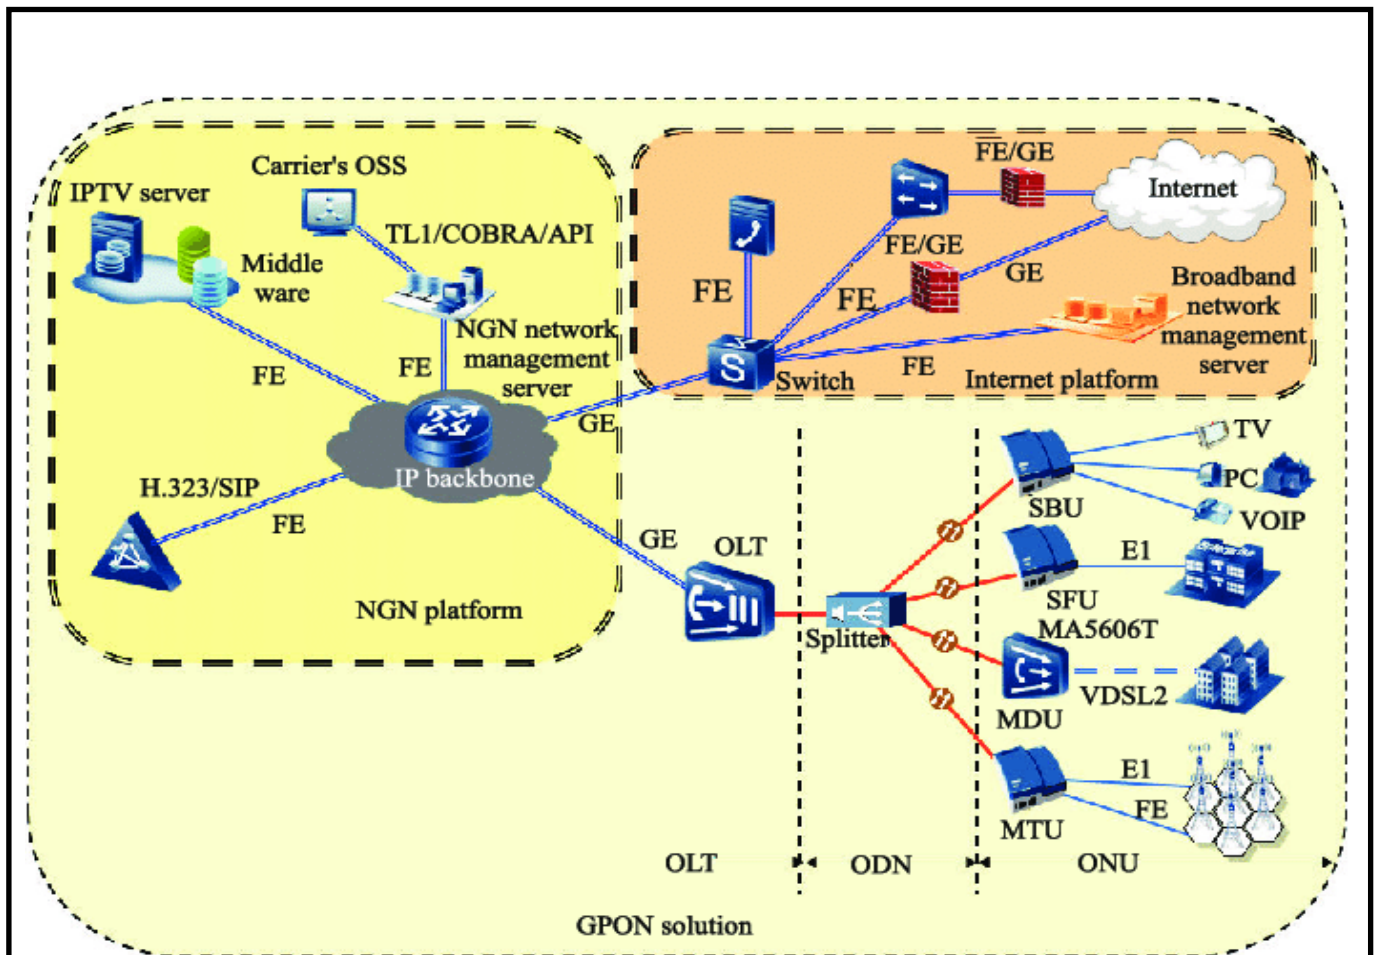 Carrier's OSS
IPTV server
TL1/COBRA/API
Middle
ware
FE
FE
NGN network
management
server
GE
IP backbone
H.323/SIP
FE
NGN platform
FE/GE
Internet
FE/GE
GE
FE
FE
Broadband
network
management
server
S
Switch
FE
Internet platform
GE
OLT
Splitter
TV
PC
SBU
VOIP
E1
SFU
MA5606T
MDU
VDSL2
E1
FE
MTU
OLT
ODN
ONU
GPON solution